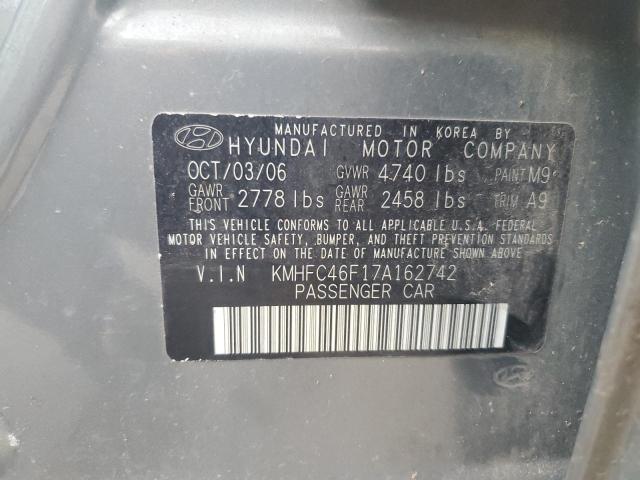 MANUFACTURED IN KOREA BY
HYUNDAI MOTOR COMPANY
OCT/03/06 GVWR 4740 lbs PAINT M9
GAWR FRONT 2778 lbs GAWR REAR 2458 lbs TRIM A9
THIS VEHICLE CONFORMS TO ALL APPLICABLE U.S.A. FEDERAL
MOTOR VEHICLE SAFETY, BUMPER, AND THEFT PREVENTION STANDARDS
IN EFFECT ON THE DATE OF MANUFACTURE SHOWN ABOVE
V.I.N KMHFC46F17A162742
PASSENGER CAR